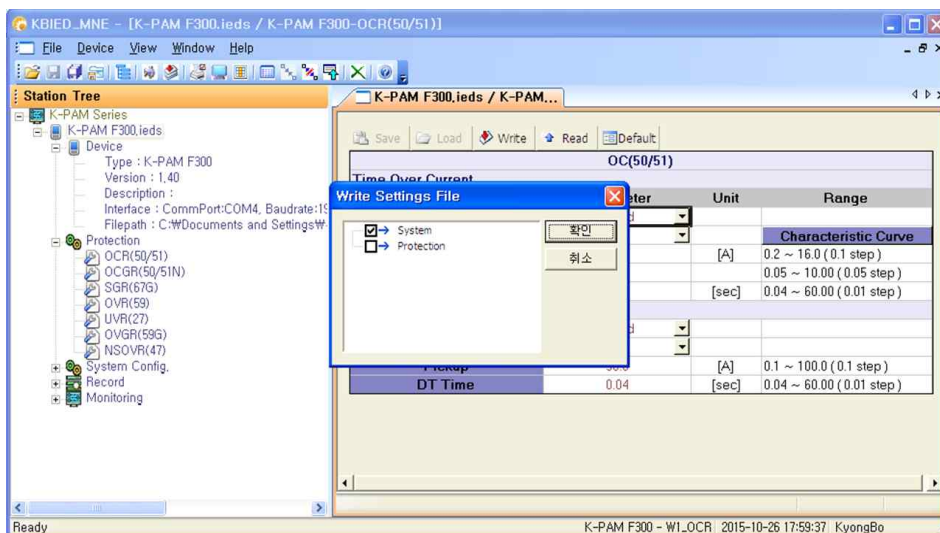 KBIED_MNE - [K-PAM F300.ieds / K-PAM F300-OCR(50/51)]
File Device View Window Help
Station Tree
K-PAM Series
K-PAM F300.ieds
Device
Type : K-PAM F300
Version : 1.40
Description :
Interface : CommPort:COM4, Baudrate:19
Filepath : C:₩Documents and Settings₩
Protection
OCR(50/51)
OCGR(50/51N)
SGR(67G)
OVR(59)
UVR(27)
OVGR(59G)
NSOVR(47)
System Config.
Record
Monitoring
K-PAM F300.ieds / K-PAM...
Save Load Write Read Default
OC(50/51)
Time Over Current
Unit Range
Characteristic Curve
[A] 0.2 ~ 16.0 ( 0.1 step )
0.05 ~ 10.00 ( 0.05 step )
[sec] 0.04 ~ 60.00 ( 0.01 step )
[A] 0.1 ~ 100.0 ( 0.1 step )
DT Time 0.04 [sec] 0.04 ~ 60.00 ( 0.01 step )
Write Settings File
System
Protection
확인
취소
Ready
K-PAM F300 - W1_OCR 2015-10-26 17:59:37 KyongBo